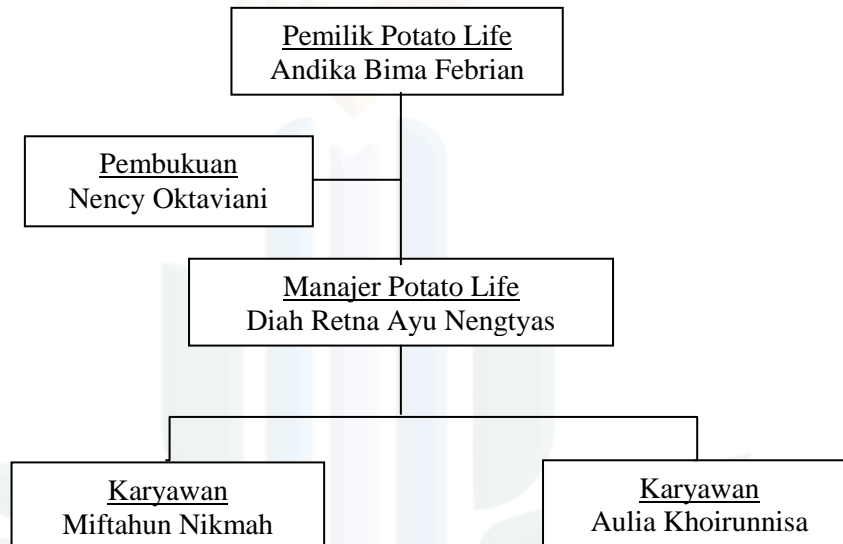 Pemilik Potato Life
Andika Bima Febrian
Pembukuan
Nency Oktaviani
Manajer Potato Life
Diah Retna Ayu Nengtyas
Karyawan
Miftahun Nikmah
Karyawan
Aulia Khoirunnisa